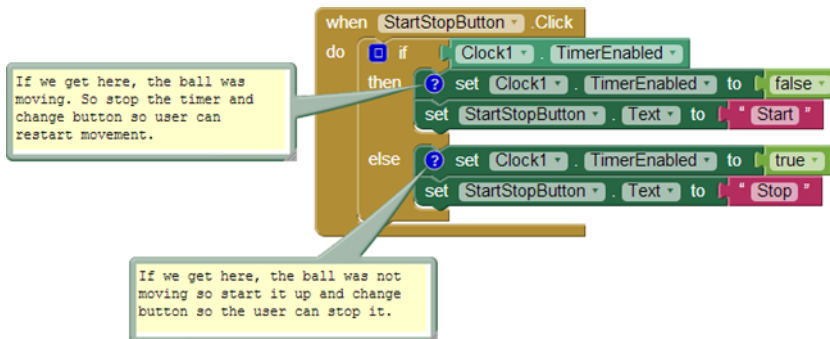 when StartStopButton .Click
do if Clock1 . TimerEnabled
If we get here, the ball was
moving. So stop the timer and
change button so user can
restart movement.
then ? set Clock1 . TimerEnabled to false
set StartStopButton . Text to " Start "
else ? set Clock1 . TimerEnabled to true
set StartStopButton . Text to " Stop "
If we get here, the ball was not
moving so start it up and change
button so the user can stop it.